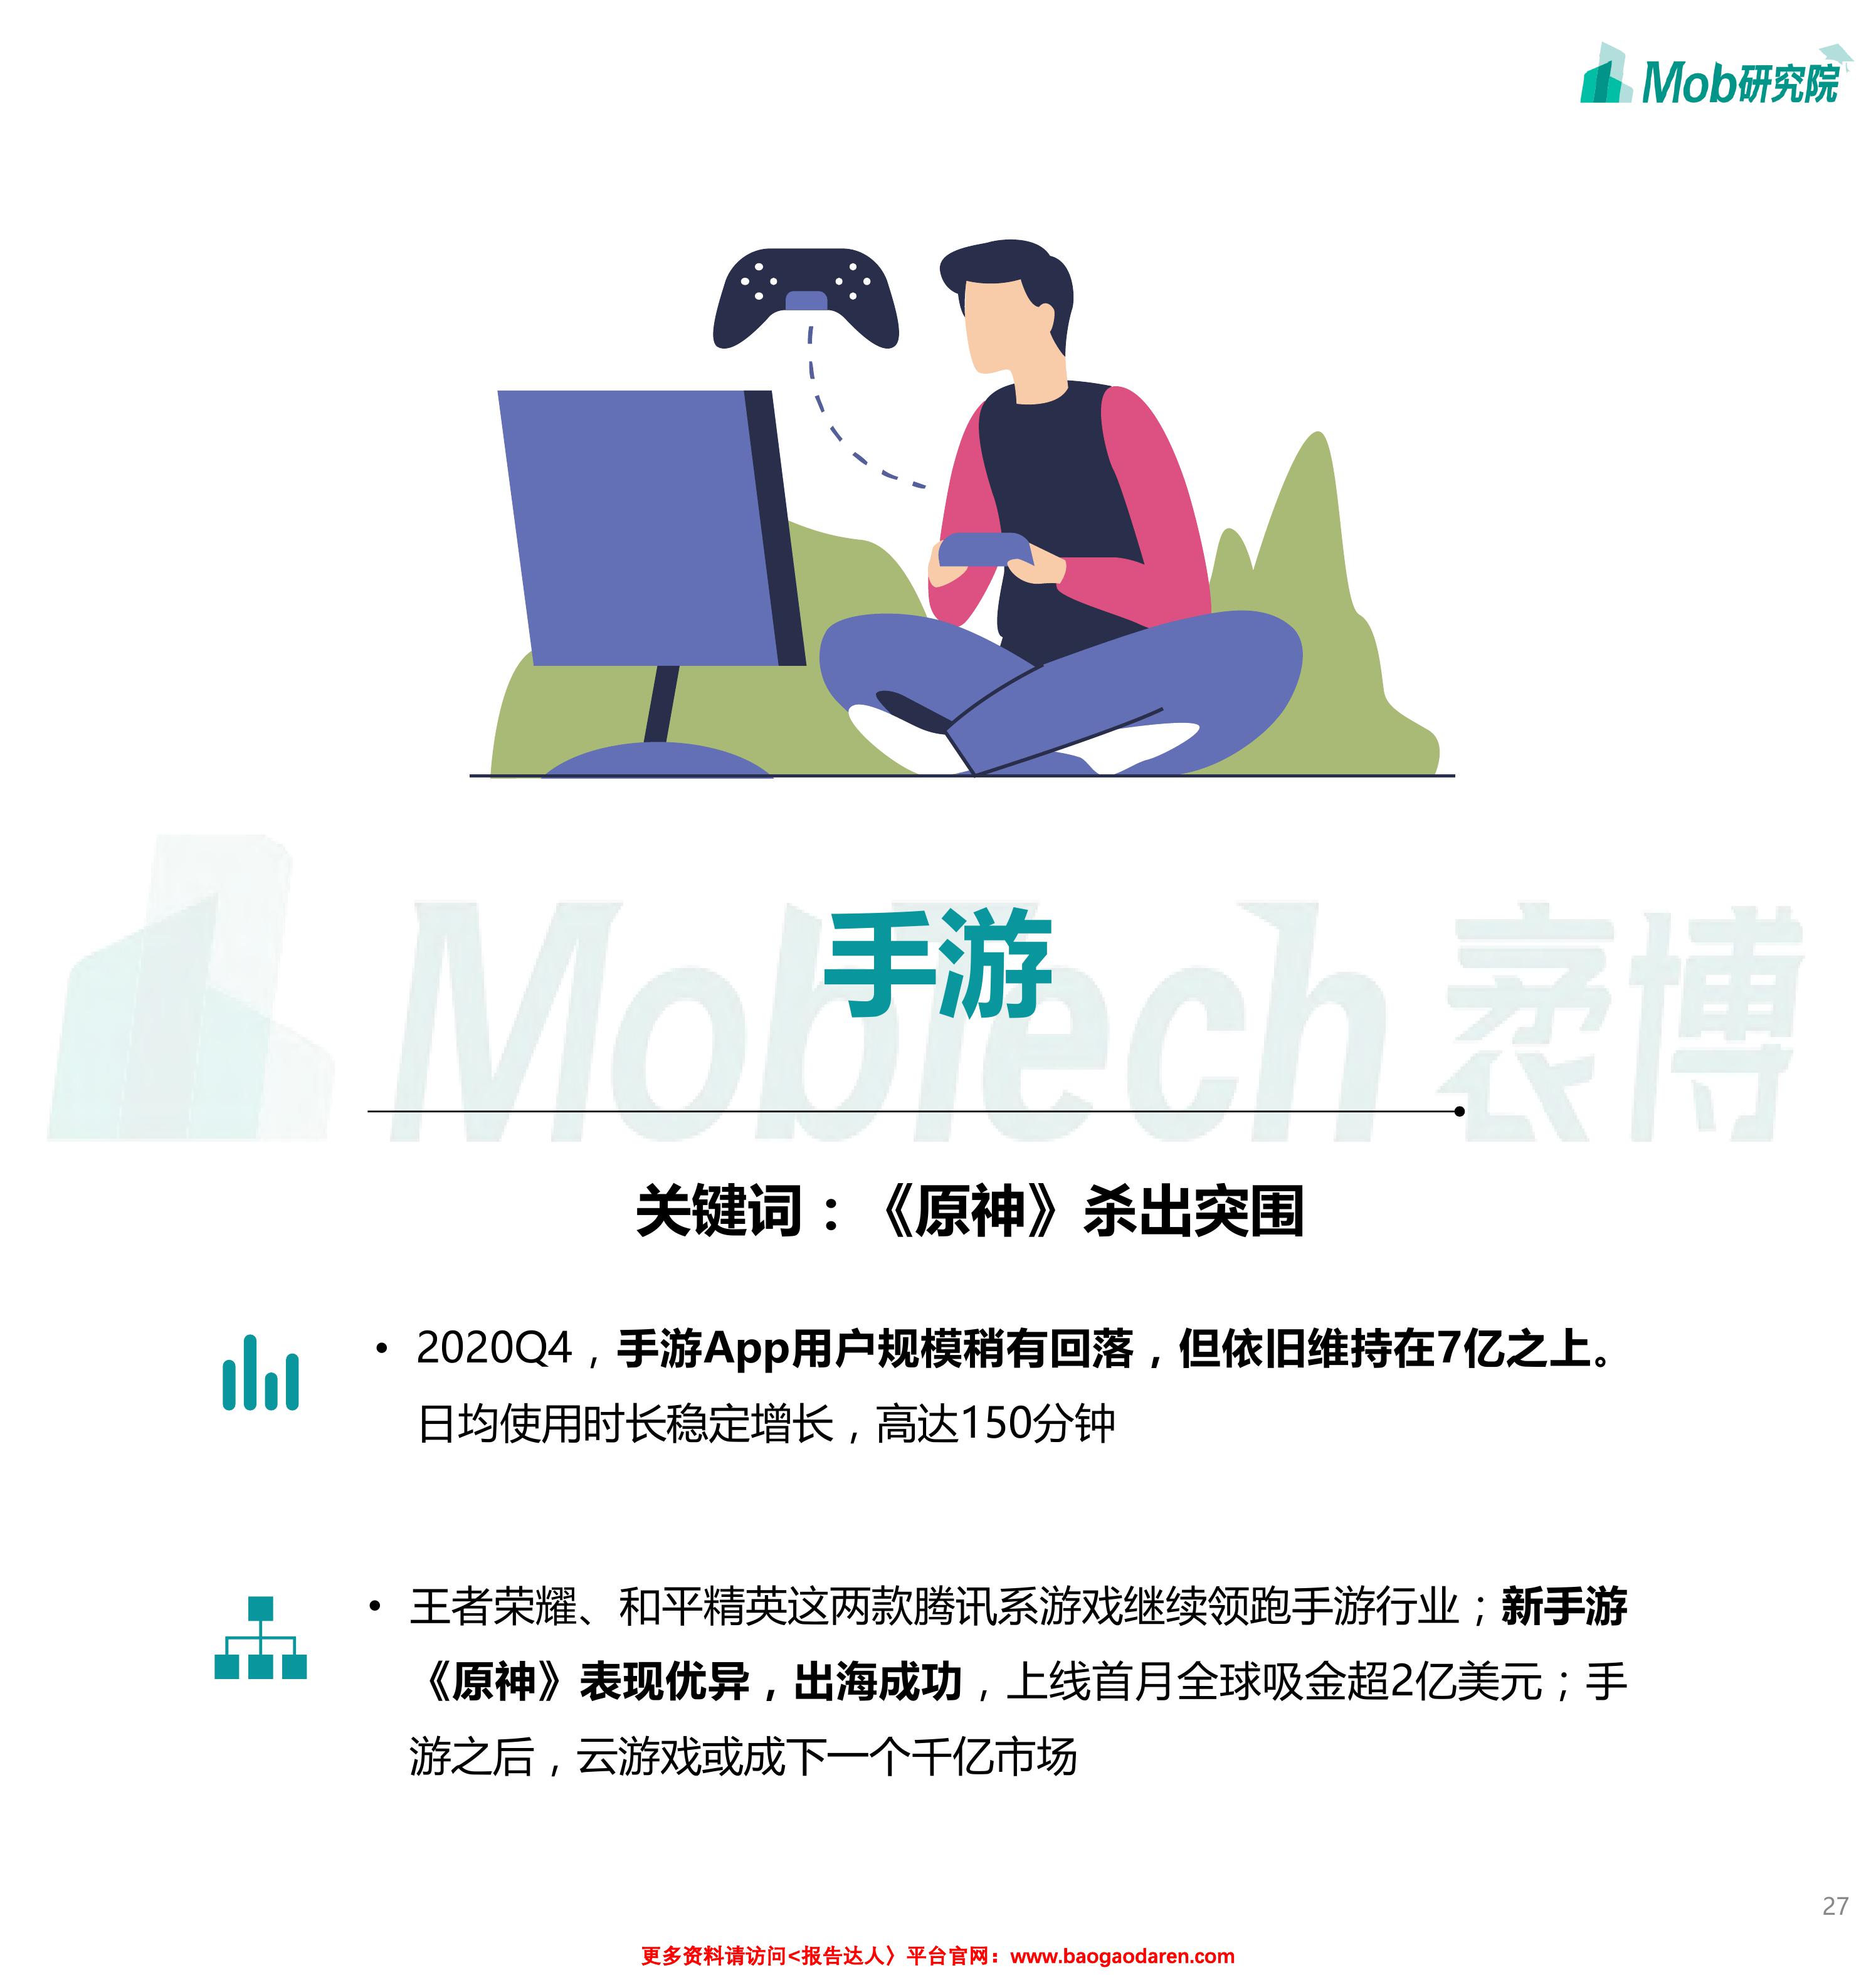 Mob研究院
MobTech 袤博
手游
关键词：《原神》杀出突围
• 2020Q4，手游App用户规模稍有回落，但依旧维持在7亿之上。
日均使用时长稳定增长，高达150分钟
• 王者荣耀、和平精英这两款腾讯系游戏继续领跑手游行业；新手游
《原神》表现优异，出海成功，上线首月全球吸金超2亿美元；手
游之后，云游戏或成下一个千亿市场
27
更多资料请访问<报告达人〉平台官网：www.baogaodaren.com